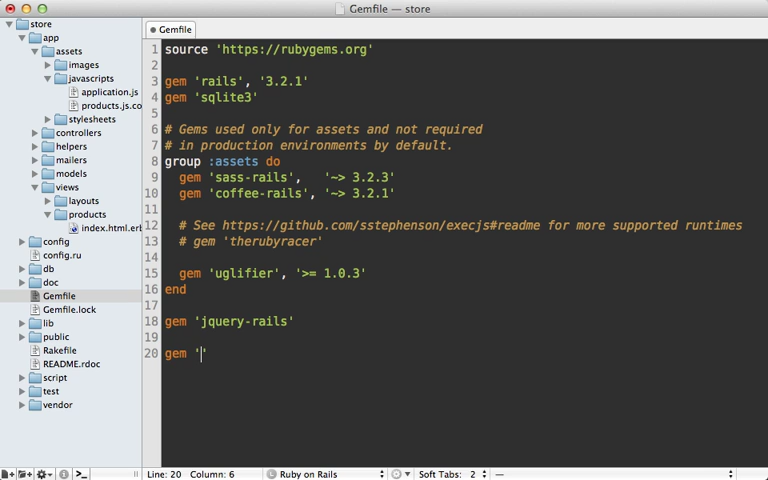 Gemfile — store
store
app
assets
images
javascripts
application.js
products.js.co
stylesheets
controllers
helpers
mailers
models
views
layouts
products
index.html.erb
config
config.ru
db
doc
Gemfile
Gemfile.lock
lib
public
Rakefile
README.rdoc
script
test
vendor
Gemfile
1 source 'https://rubygems.org'
2
3 gem 'rails', '3.2.1'
4 gem 'sqlite3'
5
6 # Gems used only for assets and not required
7 # in production environments by default.
8 group :assets do
9 gem 'sass-rails',   '~> 3.2.3'
10 gem 'coffee-rails', '~> 3.2.1'
11
12 # See https://github.com/sstephenson/execjs#readme for more supported runtimes
13 # gem 'therubyracer'
14
15 gem 'uglifier', '>= 1.0.3'
16 end
17
18 gem 'jquery-rails'
19
20 gem ''
Line: 20 Column: 6 Ruby on Rails Soft Tabs: 2 —